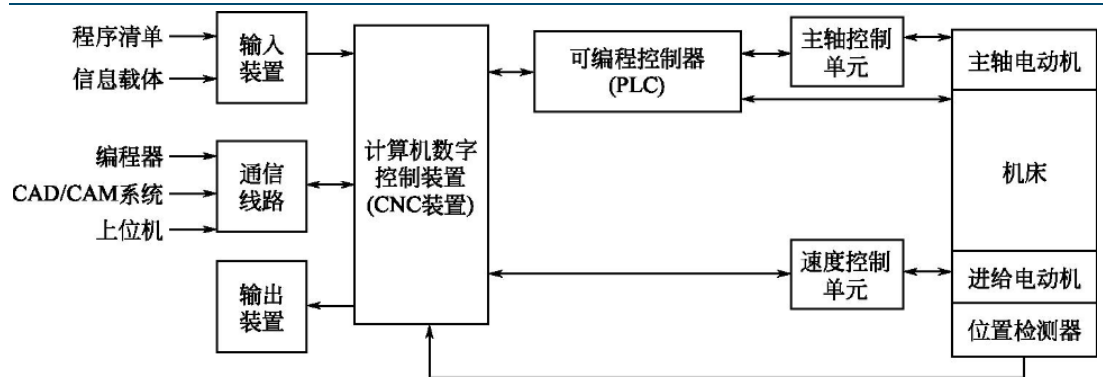 程序清单
信息载体
输入
装置
编程器
CAD/CAM系统
上位机
通信
线路
输出
装置
计算机数字
控制装置
(CNC装置)
可编程控制器
(PLC)
主轴控制
单元
速度控制
单元
主轴电动机
机床
进给电动机
位置检测器